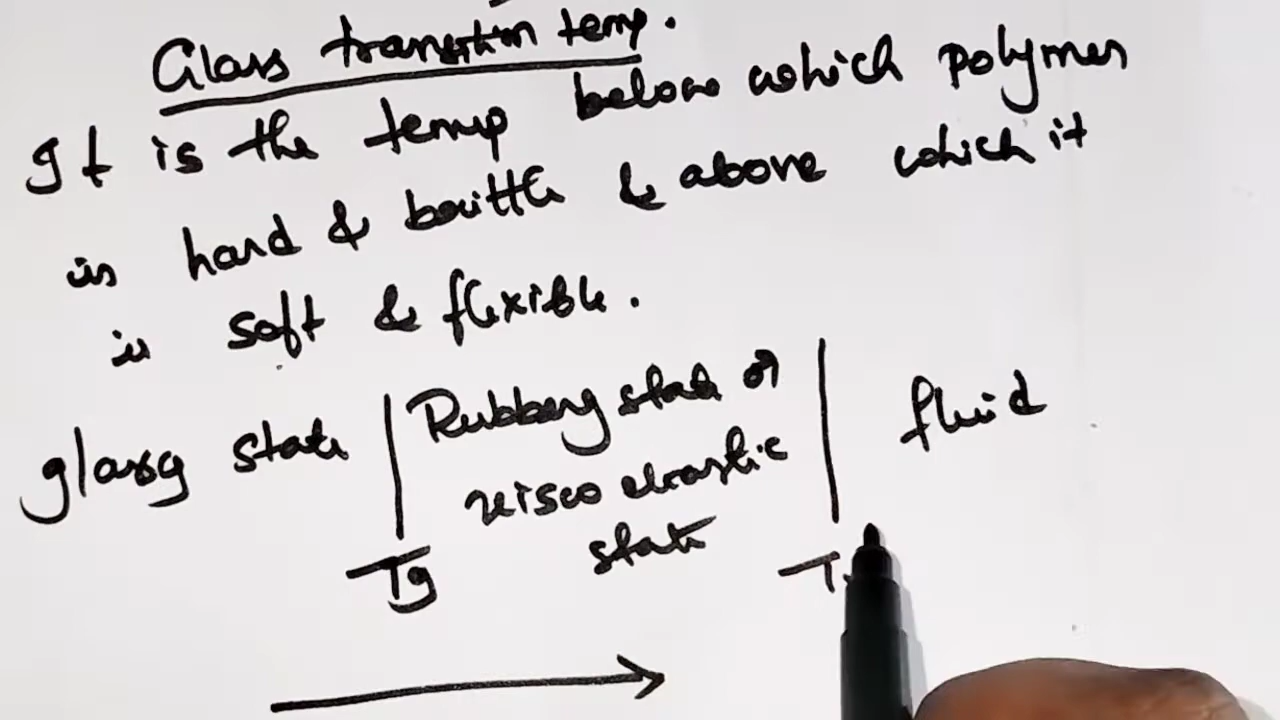 Glass transition temp.
It is the temp below which polymer
is hard & brittle & above which it
is soft & flexible.
glassy state | Rubbery state or | fluid
visco elastic
state
Tg T